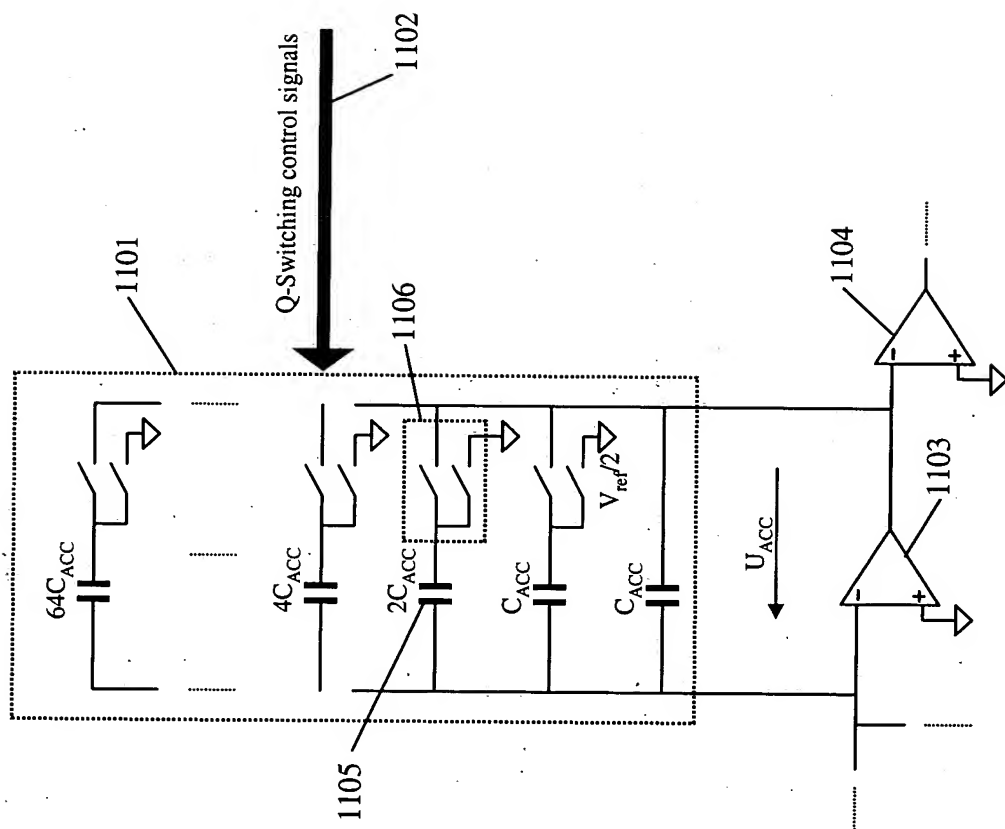 1101
1102
Q-Switching control signals
1106
64C_ACC
4C_ACC
2C_ACC
C_ACC
V_ref/2
C_ACC
1105
U_ACC
1103
1104
- +
- +